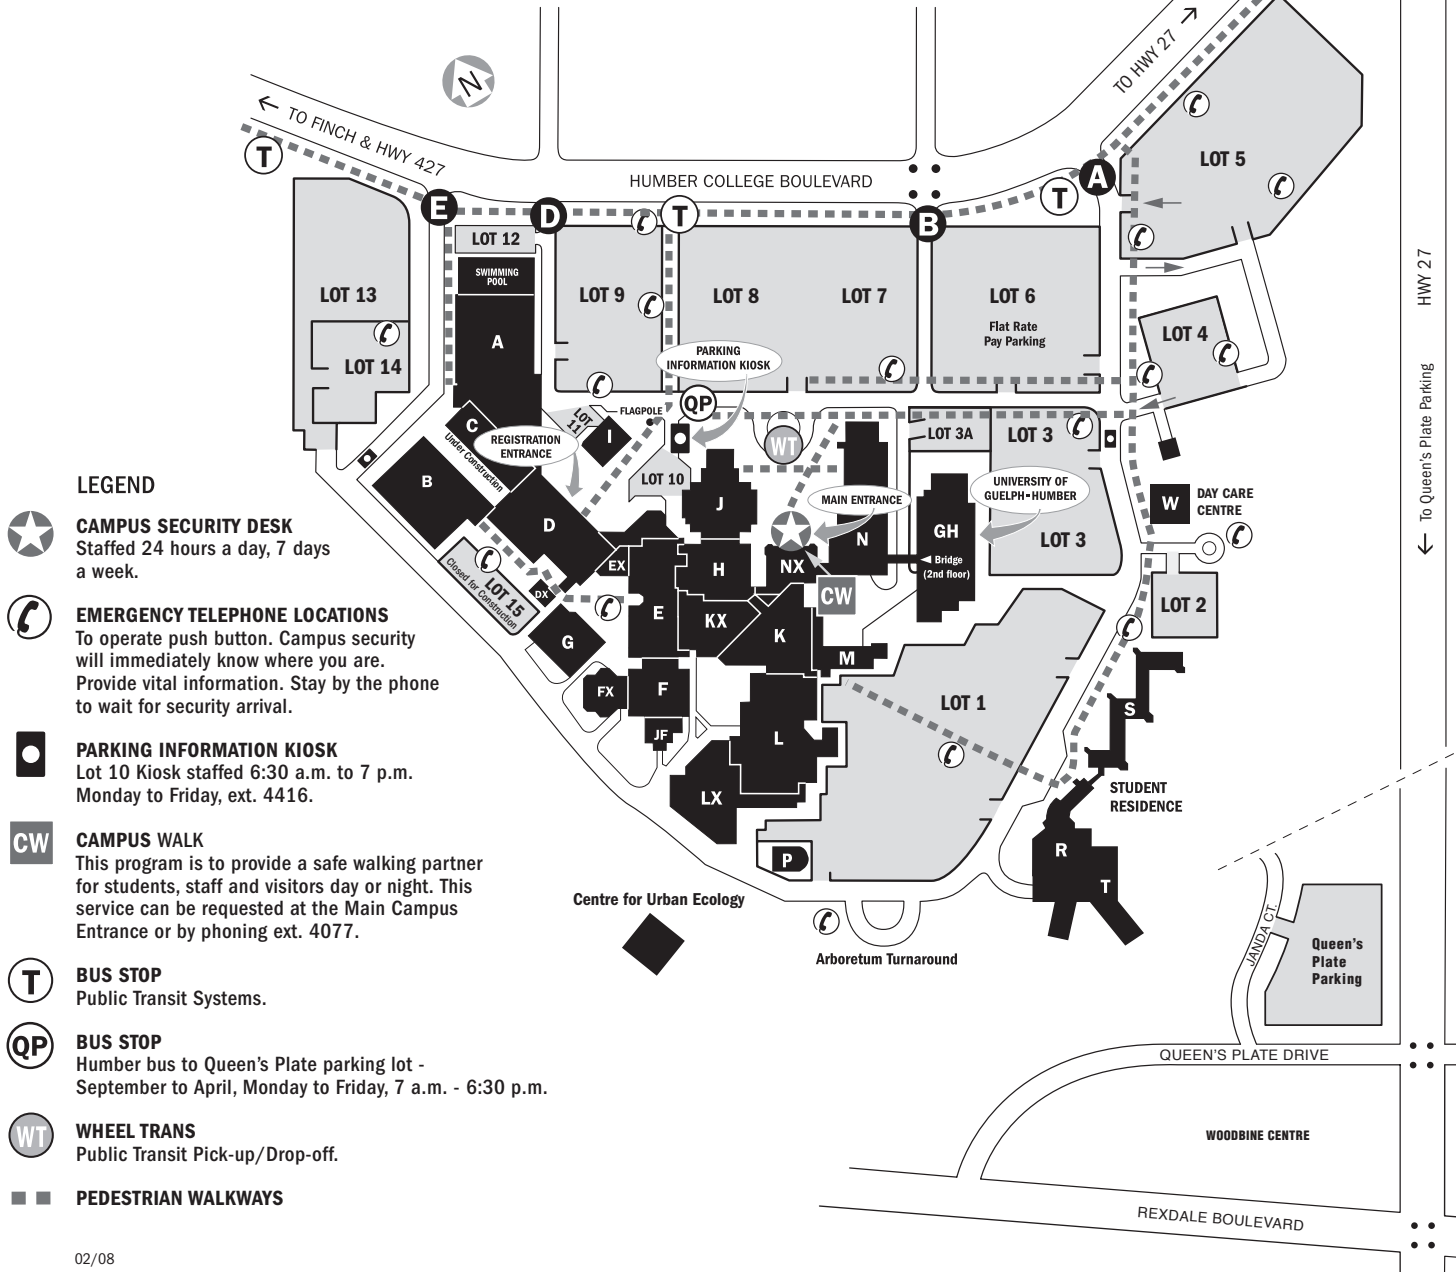 N
TO HWY 27
TO FINCH & HWY 427
T
HUMBER COLLEGE BOULEVARD
E
D
T
B
T
A
LOT 5
LOT 12
SWIMMING
POOL
LOT 13
LOT 14
A
LOT 9
LOT 8
LOT 7
LOT 6
Flat Rate
Pay Parking
LOT 4
HWY 27
To Queen's Plate Parking
PARKING
INFORMATION KIOSK
QP
FLAGPOLE
LOT
11
I
C
Under Construction
REGISTRATION
ENTRANCE
WT
LOT 3A
LOT 3
B
D
LOT 10
J
MAIN ENTRANCE
UNIVERSITY OF
GUELPH-HUMBER
W
DAY CARE
CENTRE
N
GH
Bridge
(2nd floor)
LOT 3
LOT 15
Closed for Construction
EX
DX
H
NX
CW
LOT 2
E
KX
K
G
M
FX
F
JF
LOT 1
S
L
LX
STUDENT
RESIDENCE
P
R
T
Centre for Urban Ecology
Arboretum Turnaround
JANDA CT.
Queen's
Plate
Parking
QUEEN'S PLATE DRIVE
WOODBINE CENTRE
REXDALE BOULEVARD
LEGEND
CAMPUS SECURITY DESK
Staffed 24 hours a day, 7 days
a week.
EMERGENCY TELEPHONE LOCATIONS
To operate push button. Campus security
will immediately know where you are.
Provide vital information. Stay by the phone
to wait for security arrival.
PARKING INFORMATION KIOSK
Lot 10 Kiosk staffed 6:30 a.m. to 7 p.m.
Monday to Friday, ext. 4416.
CW
CAMPUS WALK
This program is to provide a safe walking partner
for students, staff and visitors day or night. This
service can be requested at the Main Campus
Entrance or by phoning ext. 4077.
T
BUS STOP
Public Transit Systems.
QP
BUS STOP
Humber bus to Queen's Plate parking lot -
September to April, Monday to Friday, 7 a.m. - 6:30 p.m.
WT
WHEEL TRANS
Public Transit Pick-up/Drop-off.
PEDESTRIAN WALKWAYS
02/08